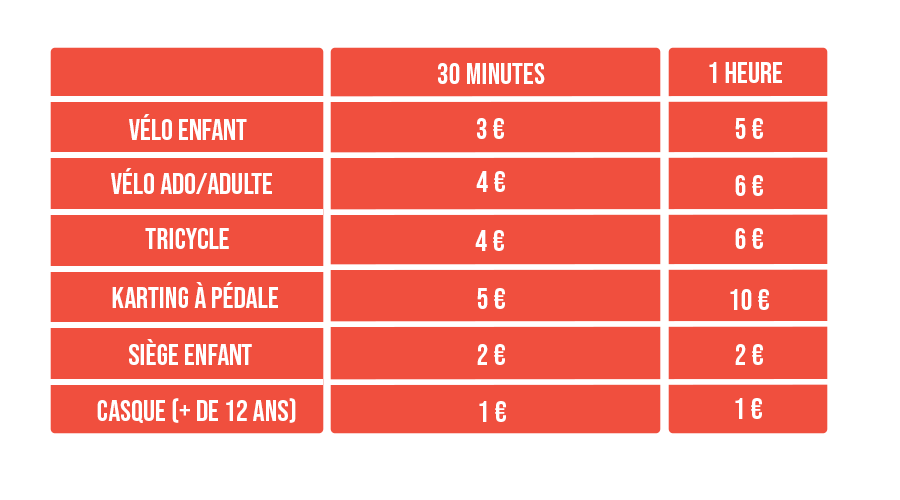 30 MINUTES 1 HEURE
VÉLO ENFANT 3 € 5 €
VÉLO ADO/ADULTE 4 € 6 €
TRICYCLE 4 € 6 €
KARTING À PÉDALE 5 € 10 €
SIÈGE ENFANT 2 € 2 €
CASQUE (+ DE 12 ANS) 1 € 1 €